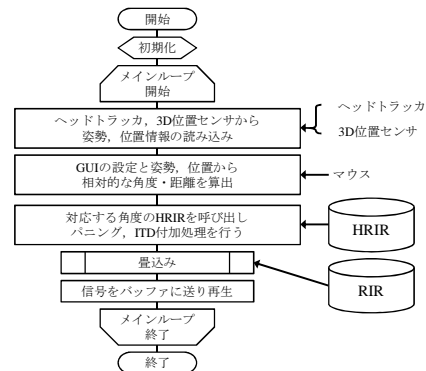 開始
初期化
メインループ
開始
ヘッドトラッカ，3D位置センサから
姿勢，位置情報の読み込み
ヘッドトラッカ
3D位置センサ
GUIの設定と姿勢，位置から
相対的な角度・距離を算出
マウス
対応する角度のHRIRを呼び出し
パニング，ITD付加処理を行う
HRIR
畳込み
RIR
信号をバッファに送り再生
メインループ
終了
終了